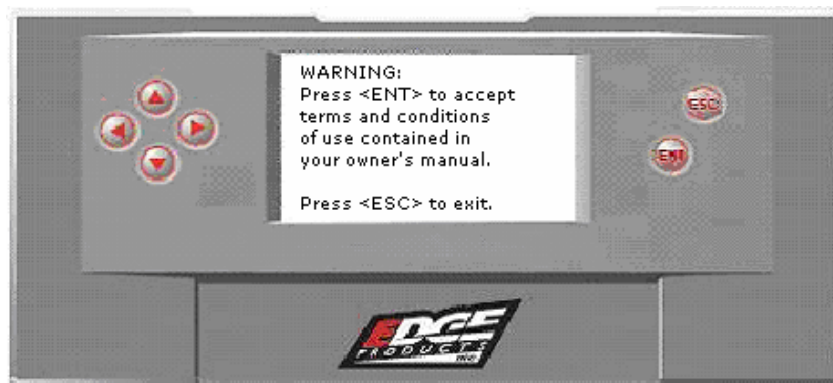 WARNING:
Press <ENT> to accept
terms and conditions
of use contained in
your owner's manual.
Press <ESC> to exit.
ESC
ENT
EDGE
PRODUCTS